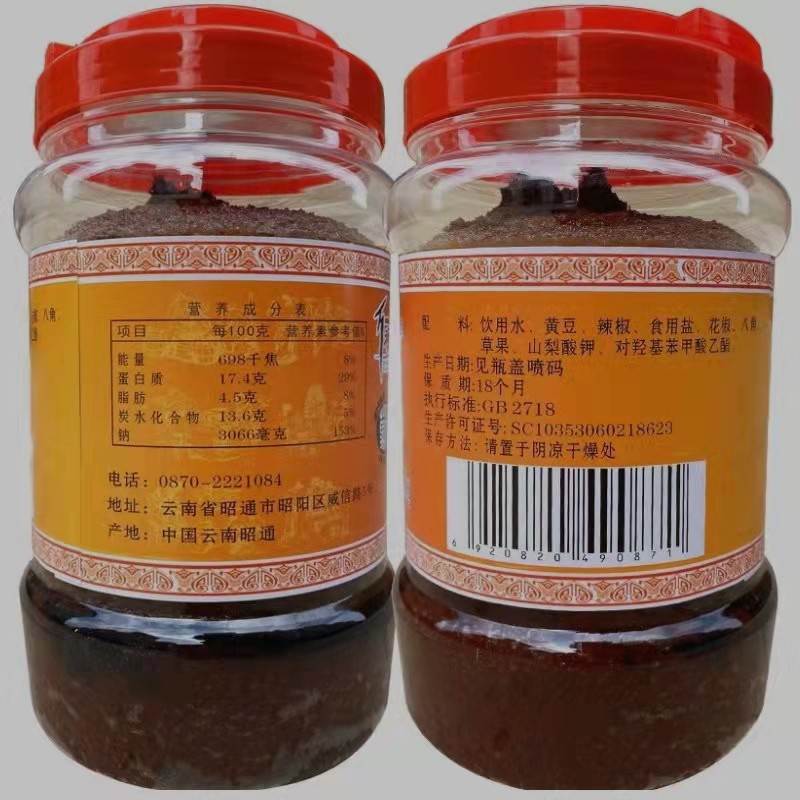 营养成分表
项目 每100克 营养素参考值%
能量 698千焦 8%
蛋白质 17.4克 29%
脂肪 4.5克 8%
炭水化合物 13.6克 5%
钠 3066毫克 153%
电话：0870-2221084
地址：云南省昭通市昭阳区威信路
产地：中国云南昭通
八角
配 料：饮用水、黄豆、辣椒、食用盐、花椒、八角、
草果、山梨酸钾、对羟基苯甲酸乙酯
生产日期：见瓶盖喷码
保质期：18个月
执行标准：GB 2718
生产许可证号：SC10353060218623
保存方法：请置于阴凉干燥处
6920820490871